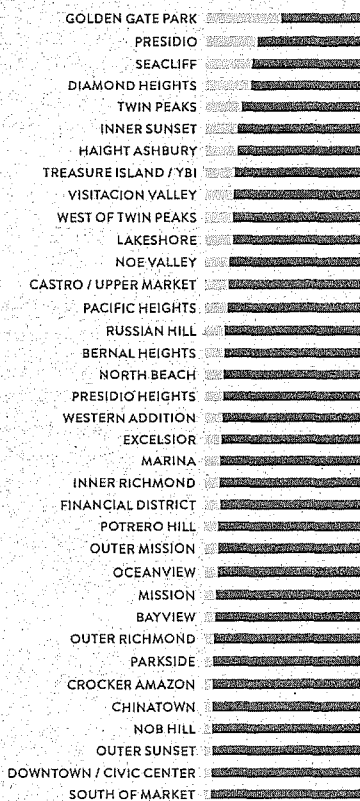 GOLDEN GATE PARK
PRESIDIO
SEACLIFF
DIAMOND HEIGHTS
TWIN PEAKS
INNER SUNSET
HAIGHT ASHBURY
TREASURE ISLAND / YBI
VISITACION VALLEY
WEST OF TWIN PEAKS
LAKESHORE
NOE VALLEY
CASTRO / UPPER MARKET
PACIFIC HEIGHTS
RUSSIAN HILL
BERNAL HEIGHTS
NORTH BEACH
PRESIDIO HEIGHTS
WESTERN ADDITION
EXCELSIOR
MARINA
INNER RICHMOND
FINANCIAL DISTRICT
POTRERO HILL
OUTER MISSION
OCEANVIEW
MISSION
BAYVIEW
OUTER RICHMOND
PARKSIDE
CROCKER AMAZON
CHINATOWN
NOB HILL
OUTER SUNSET
DOWNTOWN / CIVIC CENTER
SOUTH OF MARKET